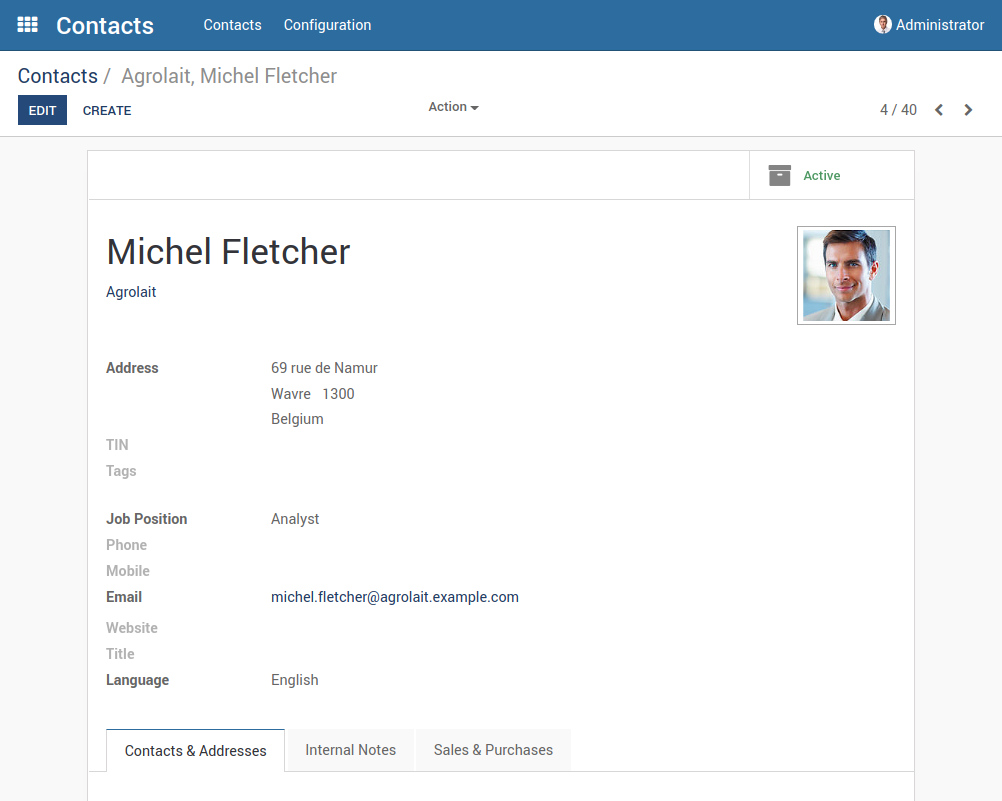 Contacts Contacts Configuration Administrator
Contacts / Agrolait, Michel Fletcher
EDIT CREATE Action 4 / 40
Active
Michel Fletcher
Agrolait
Address 69 rue de Namur
Wavre 1300
Belgium
TIN
Tags
Job Position Analyst
Phone
Mobile
Email michel.fletcher@agrolait.example.com
Website
Title
Language English
Contacts & Addresses Internal Notes Sales & Purchases